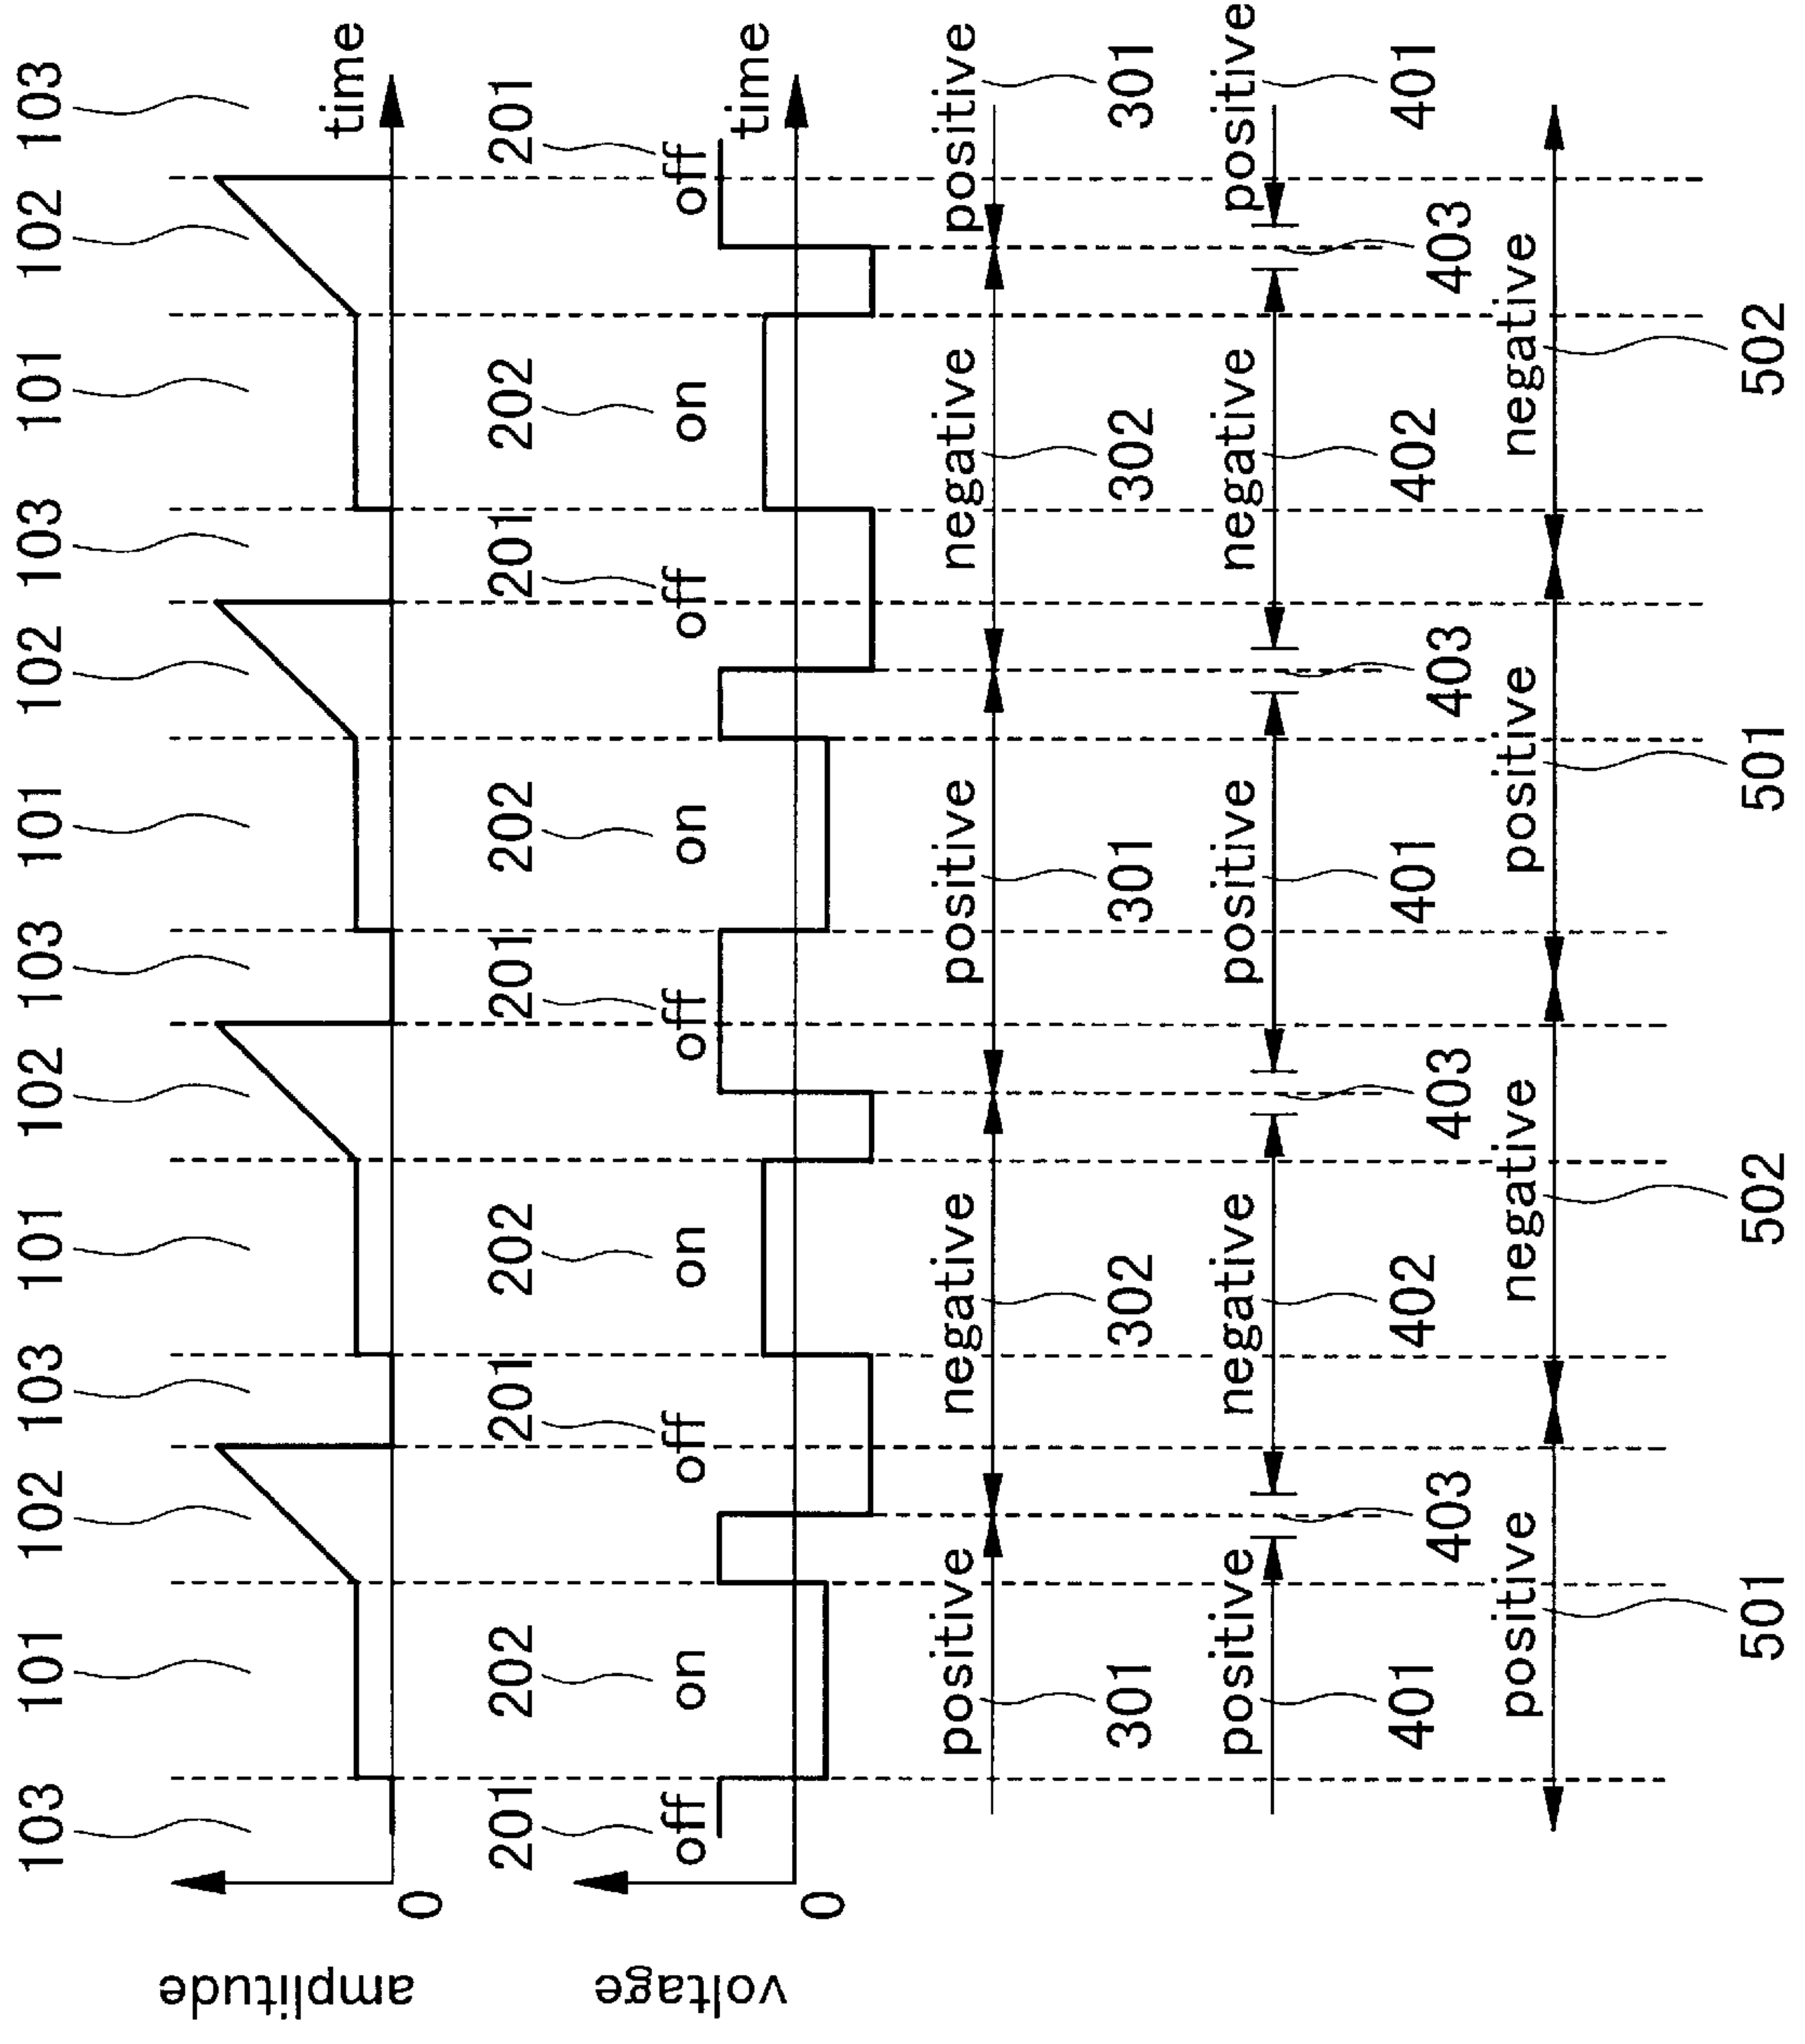 103 101 102 103 101 102 103 101 102 103 101 102 103
amplitude
time
0
201 202 201 202 201 202 201 202 201
off on off on off on off on off
voltage
time
0
positive negative positive negative positive
301 302 301 302 301
positive negative positive negative positive
401 402 401 402 401
403 403 403 403
positive negative positive negative
501 502 501 502